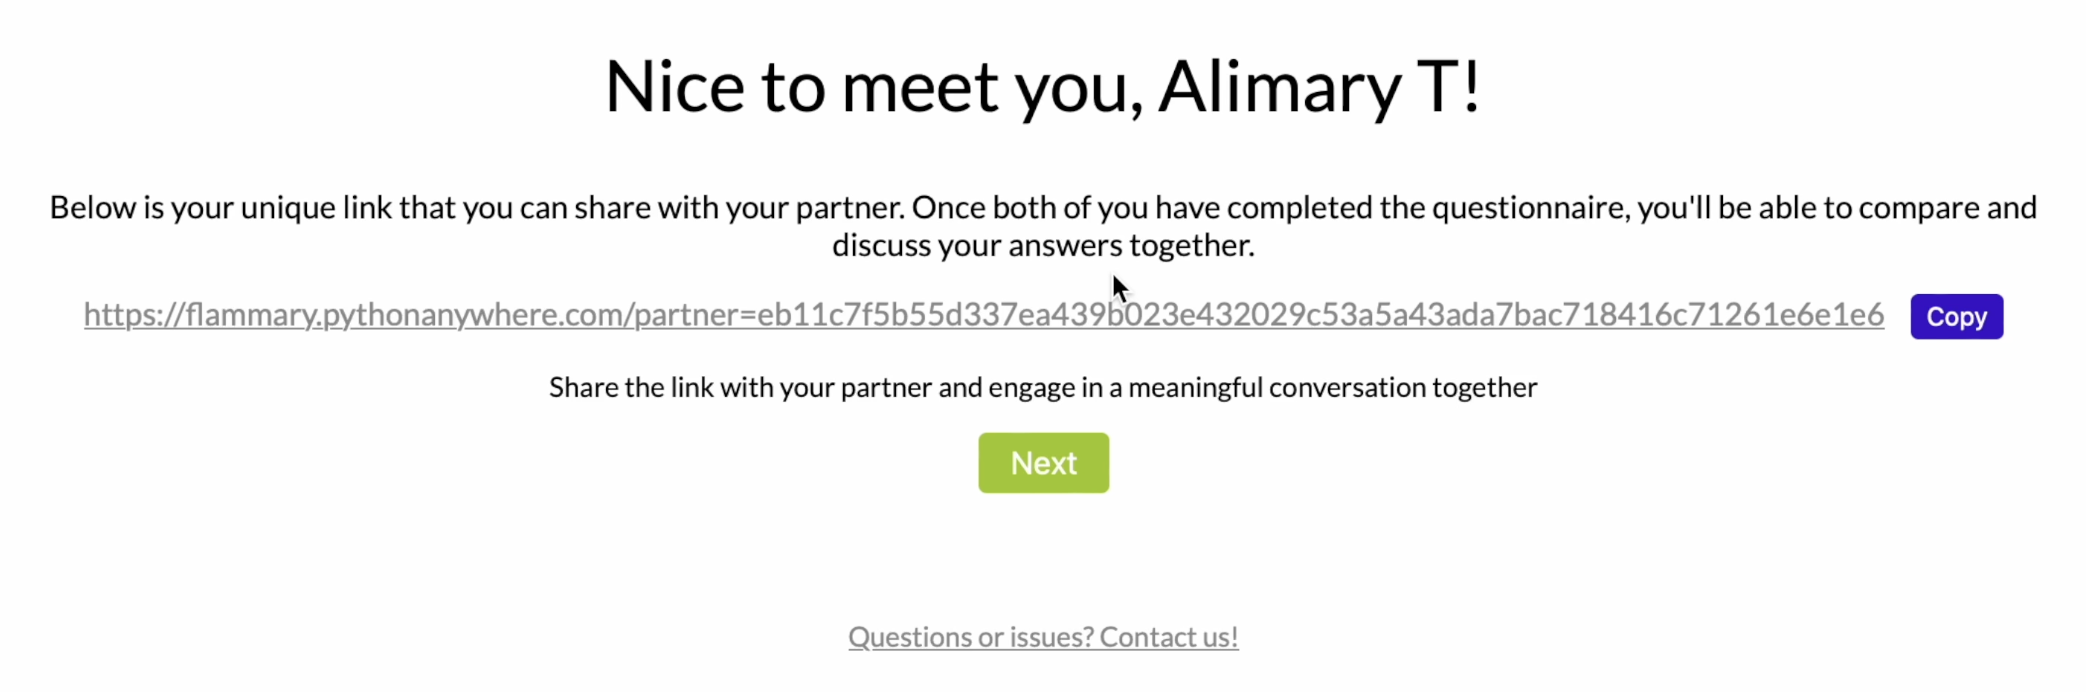 Nice to meet you, Alimary T!
Below is your unique link that you can share with your partner. Once both of you have completed the questionnaire, you'll be able to compare and
discuss your answers together.
https://flammary.pythonanywhere.com/partner=eb11c7f5b55d337ea439b023e432029c53a5a43ada7bac718416c71261e6e1e6 Copy
Share the link with your partner and engage in a meaningful conversation together
Next
Questions or issues? Contact us!